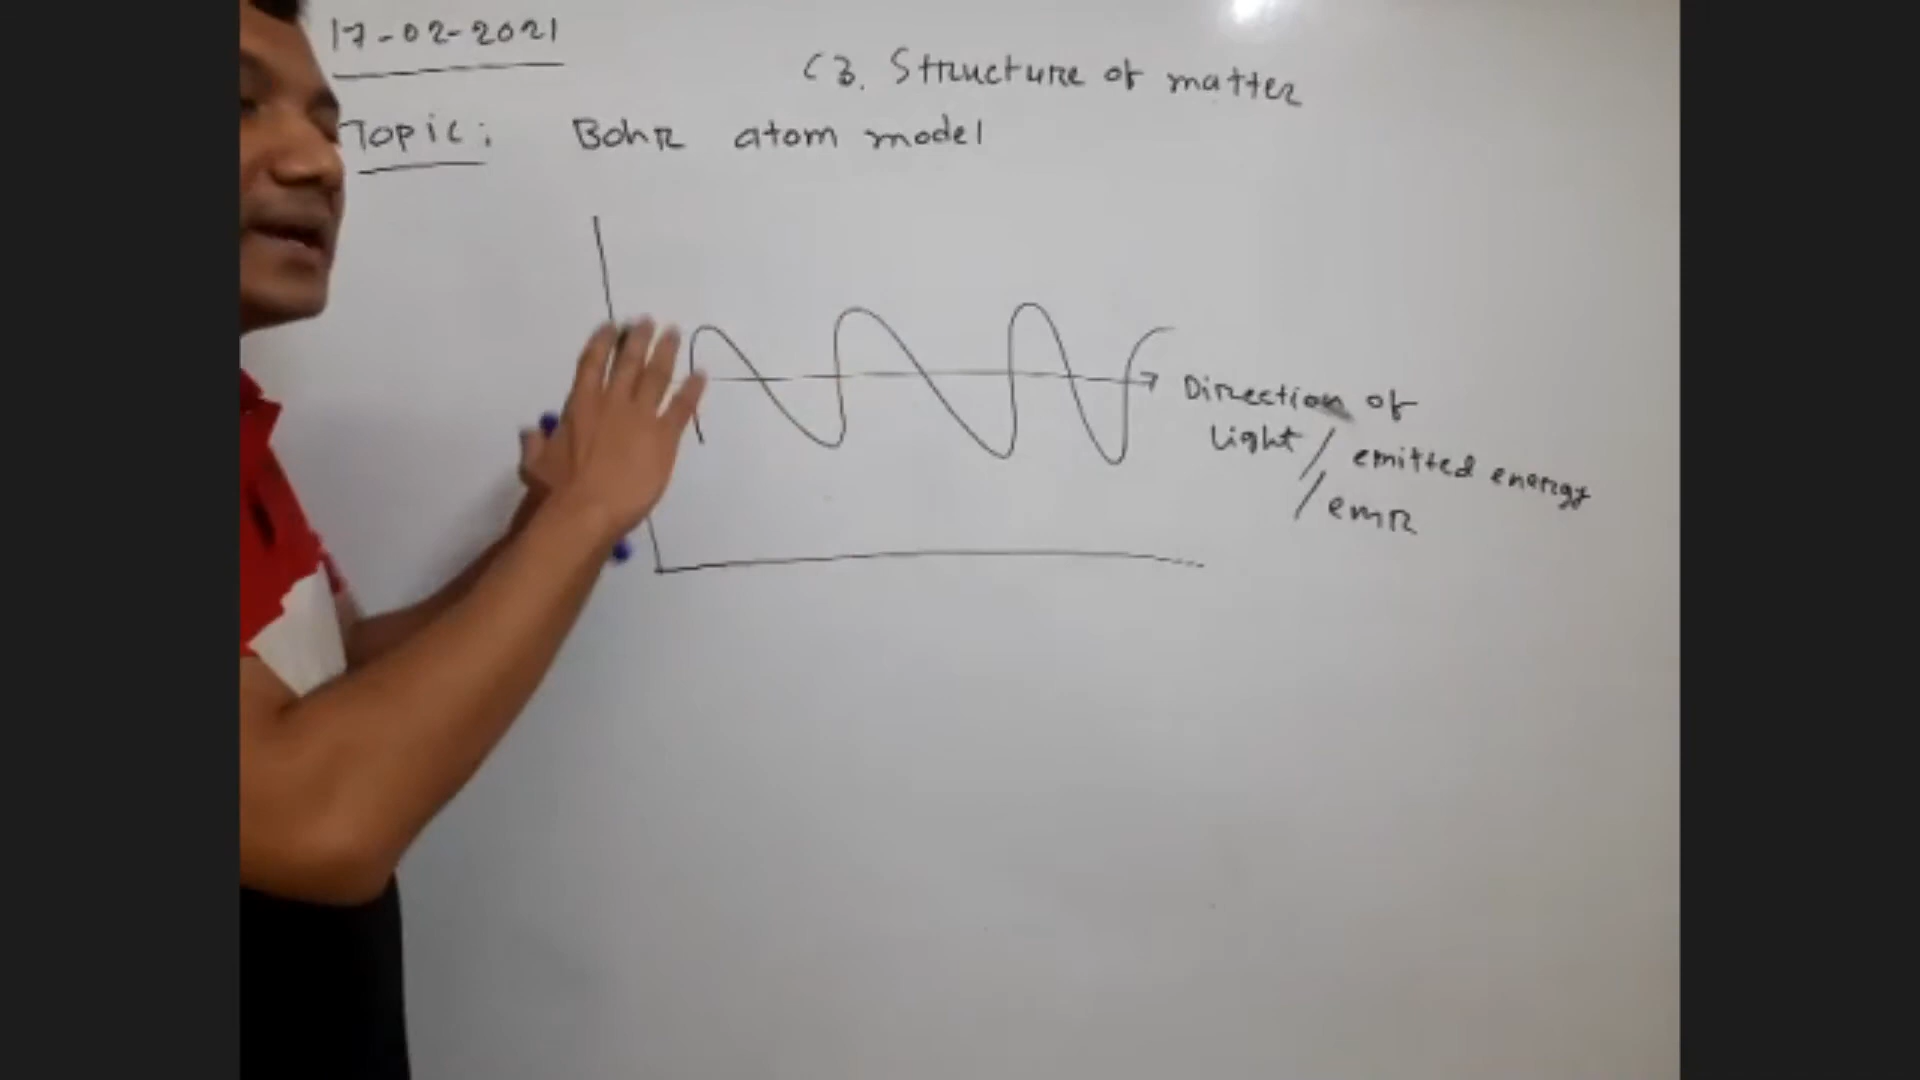 17-02-2021
C3. Structure of matter
Topic: Bohr atom model
Direction of
light/emitted energy
/emr